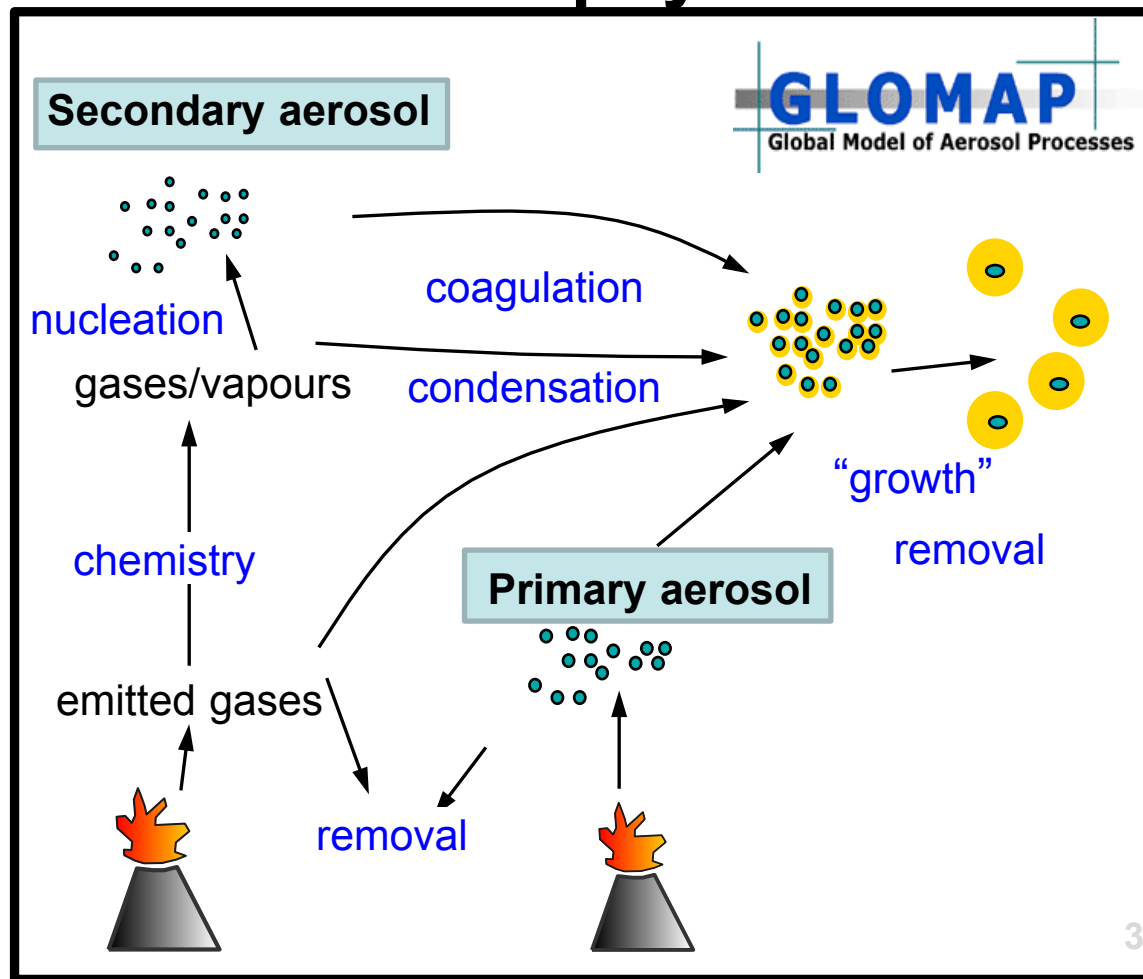 GLOMAP
Global Model of Aerosol Processes
Secondary aerosol
nucleation
gases/vapours
coagulation
condensation
“growth”
removal
chemistry
Primary aerosol
emitted gases
removal
3